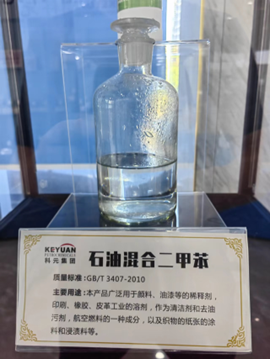 KEYUAN
科元集团
石油混合二甲苯
质量标准：GB/T 3407-2010
主要用途：本产品广泛用于颜料、油漆等的稀释剂，
印刷、橡胶、皮革工业的溶剂，作为清洁剂和去油
污剂，航空燃料的一种成分，以及织物的纸张的涂
料和浸渍料等。